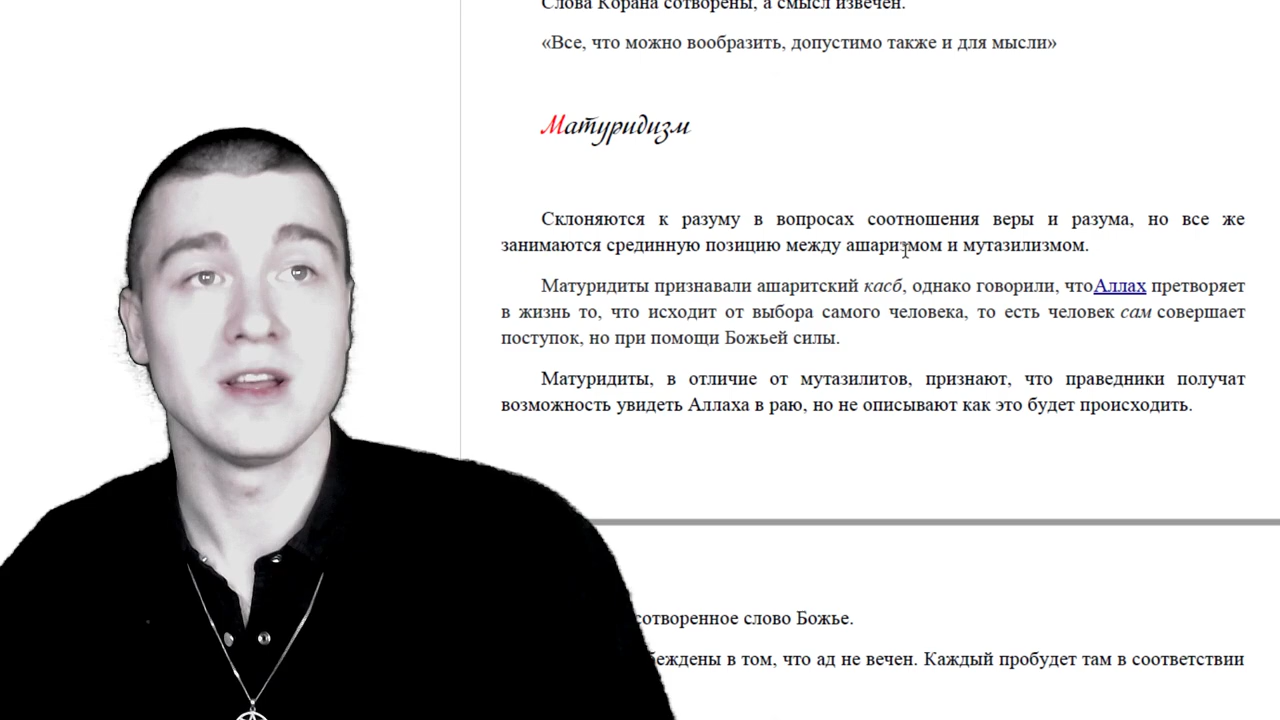 Слова Корана сотворены, а смысл извечен.
«Все, что можно вообразить, допустимо также и для мысли»
Матуридизм
Склоняются к разуму в вопросах соотношения веры и разума, но все же
занимаются срединную позицию между ашаризмом и мутазилизмом.
Матуридиты признавали ашаритский касб, однако говорили, чтоАллах претворяет
в жизнь то, что исходит от выбора самого человека, то есть человек сам совершает
поступок, но при помощи Божьей силы.
Матуридиты, в отличие от мутазилитов, признают, что праведники получат
возможность увидеть Аллаха в раю, но не описывают как это будет происходить.
сотворенное слово Божье.
беждены в том, что ад не вечен. Каждый пробудет там в соответствии